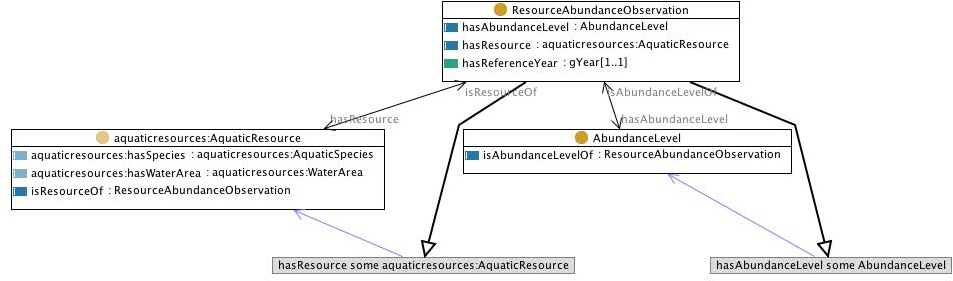 ResourceAbundanceObservation
hasAbundanceLevel : AbundanceLevel
hasResource : aquaticresources:AquaticResource
hasReferenceYear : gYear[1..1]
isResourceOf
isAbundanceLevelOf
hasResource
hasAbundanceLevel
aquaticresources:AquaticResource
aquaticresources:hasSpecies : aquaticresources:AquaticSpecies
aquaticresources:hasWaterArea : aquaticresources:WaterArea
isResourceOf : ResourceAbundanceObservation
AbundanceLevel
isAbundanceLevelOf : ResourceAbundanceObservation
hasResource some aquaticresources:AquaticResource
hasAbundanceLevel some AbundanceLevel